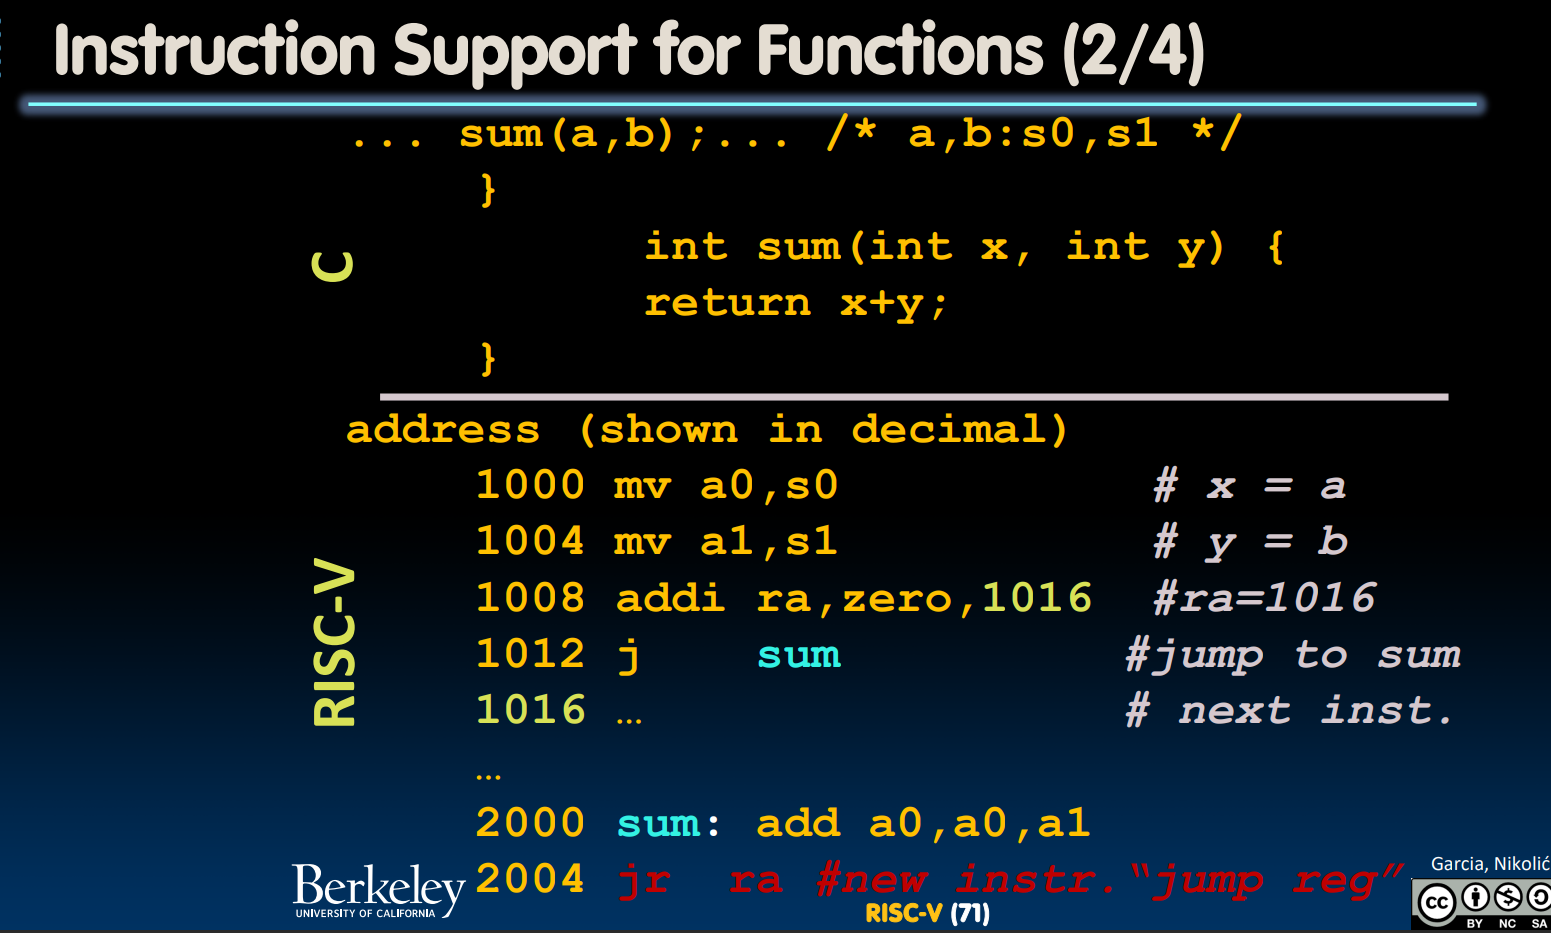 Instruction Support for Functions (2/4)
... sum(a,b);... /* a,b:s0,s1 */
}
C
int sum(int x, int y) {
return x+y;
}
address (shown in decimal)
RISC-V
1000 mv a0,s0 # x = a
1004 mv a1,s1 # y = b
1008 addi ra,zero,1016 #ra=1016
1012 j sum #jump to sum
1016 … # next inst.
…
2000 sum: add a0,a0,a1
2004 jr ra #new instr.“jump reg”
Berkeley
UNIVERSITY OF CALIFORNIA
RISC-V (71)
Garcia, Nikolić
cc
BY NC SA